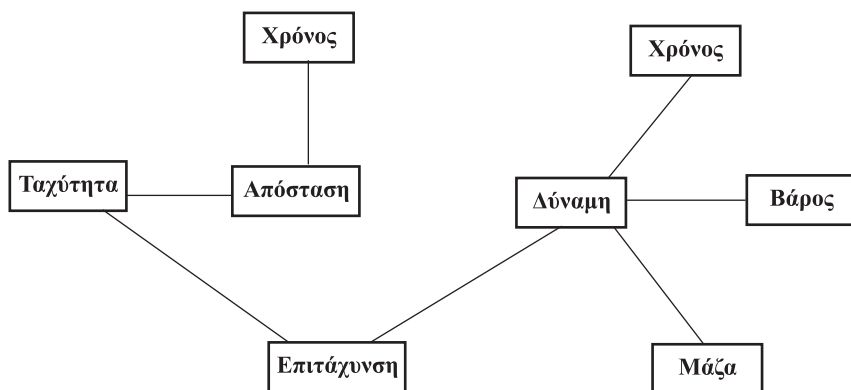 Χρόνος
Χρόνος
Ταχύτητα
Απόσταση
Δύναμη
Βάρος
Επιτάχυνση
Μάζα